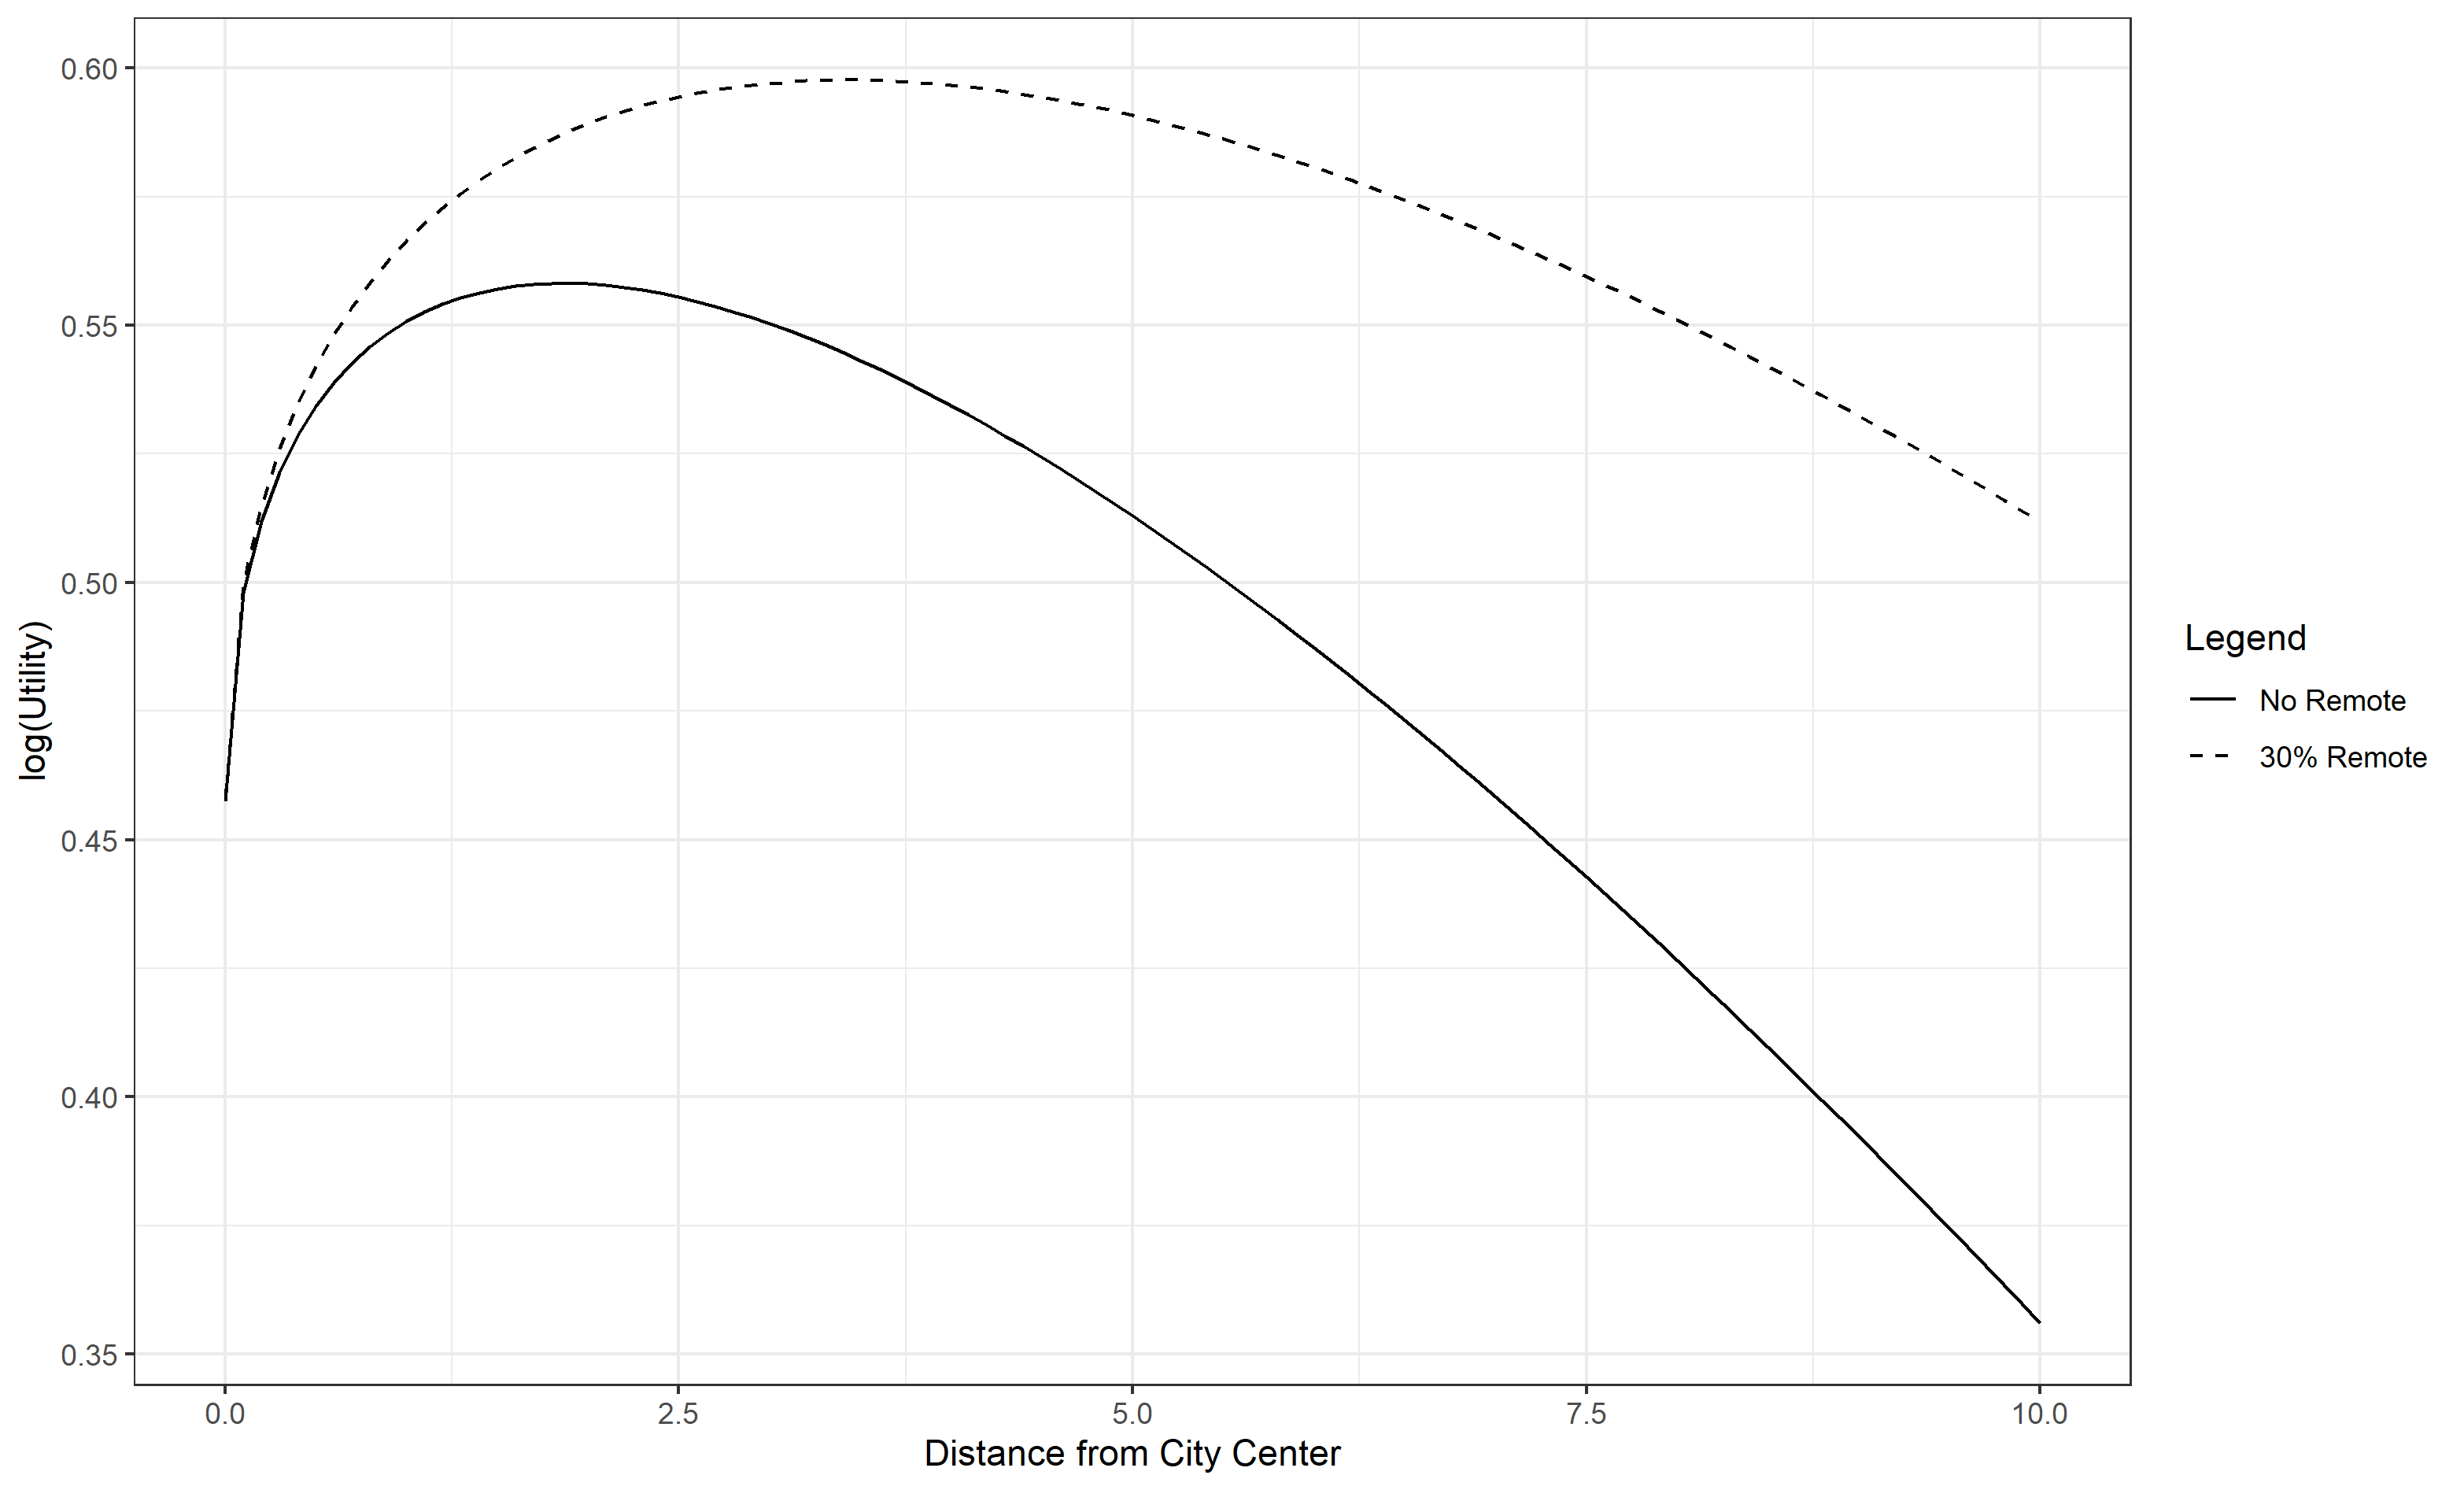 0.60
0.55
0.50
0.45
0.40
0.35
log(Utility)
0.0 2.5 5.0 7.5 10.0
Distance from City Center
Legend
No Remote
30% Remote